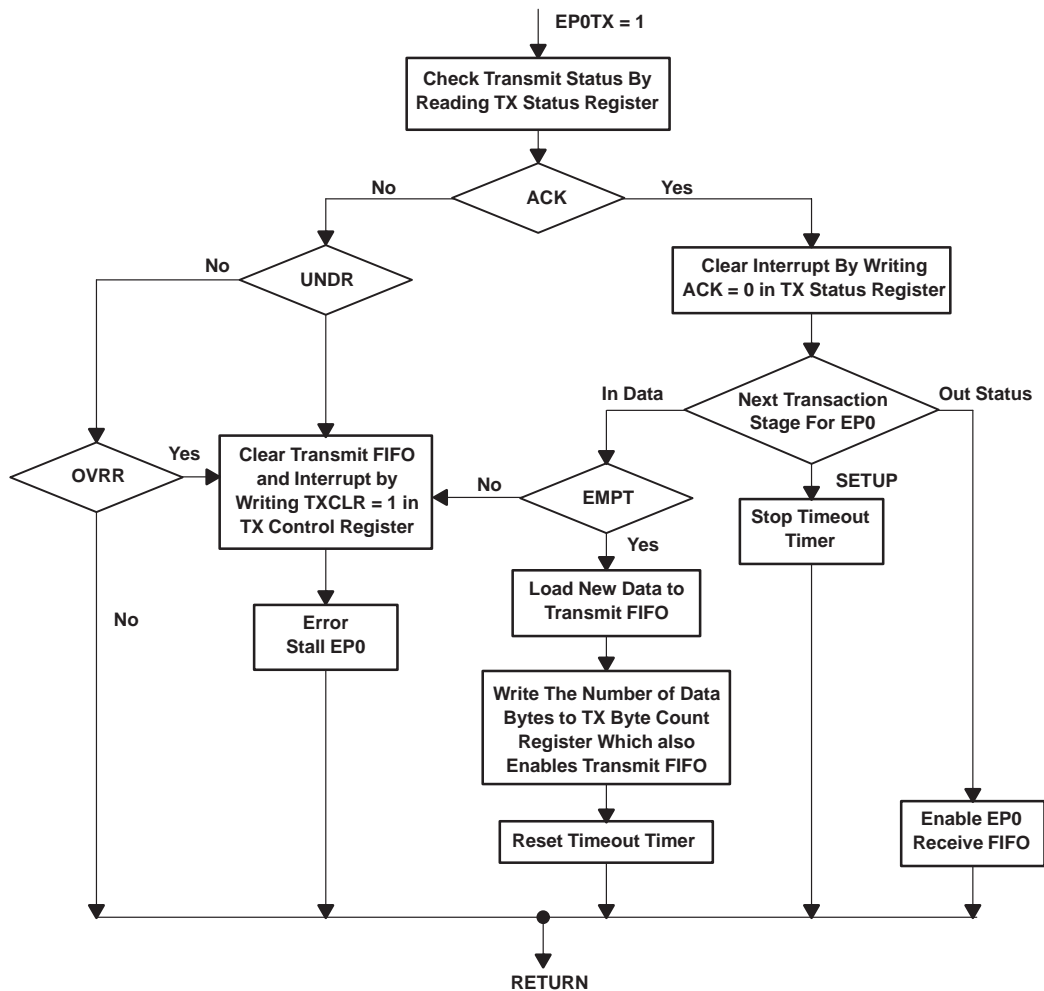 EP0TX = 1
Check Transmit Status By
Reading TX Status Register
No
ACK
Yes
No
UNDR
Clear Interrupt By Writing
ACK = 0 in TX Status Register
In Data
Next Transaction
Stage For EP0
Out Status
OVRR
Yes
Clear Transmit FIFO
and Interrupt by
Writing TXCLR = 1 in
TX Control Register
No
EMPT
SETUP
Yes
Stop Timeout
Timer
No
Error
Stall EP0
Load New Data to
Transmit FIFO
Write The Number of Data
Bytes to TX Byte Count
Register Which also
Enables Transmit FIFO
Reset Timeout Timer
Enable EP0
Receive FIFO
RETURN